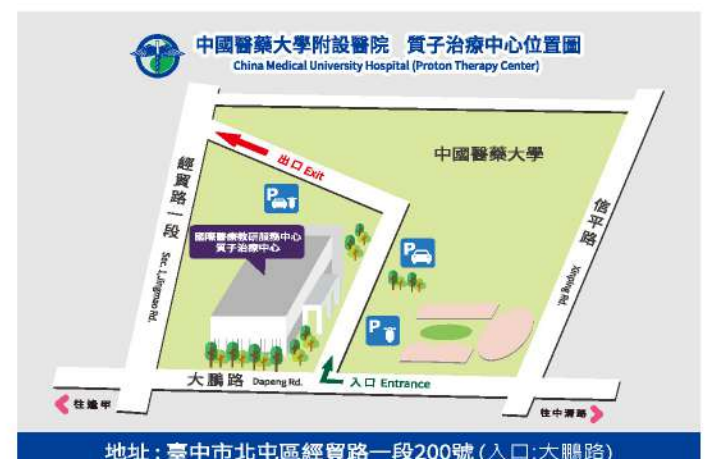 中國醫藥大學附設醫院 質子治療中心位置圖
China Medical University Hospital (Proton Therapy Center)
出口 Exit
中國醫藥大學
經貿路一段
Sec. 1, Jingmao Rd.
P
國際醫療教研服務中心
質子治療中心
信平路
Xinping Rd.
P
P
大鵬路 Dapeng Rd.
入口 Entrance
往逢甲
往中清路
地址:臺中市北屯區經貿路一段200號(入口:大鵬路)